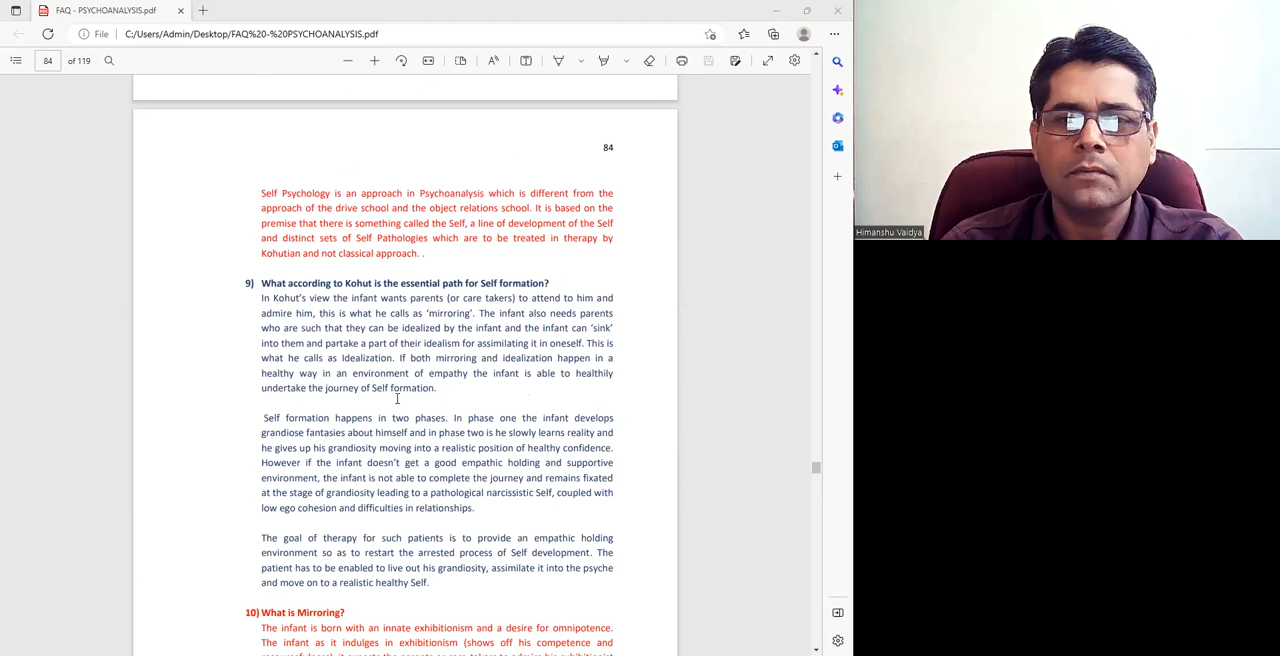 FAQ - PSYCHOANALYSIS.pdf
File
C:/Users/Admin/Desktop/FAQ%20-%20PSYCHOANALYSIS.pdf
84
of 119
84
Self Psychology is an approach in Psychoanalysis which is different from the
approach of the drive school and the object relations school. It is based on the
premise that there is something called the Self, a line of development of the Self
and distinct sets of Self Pathologies which are to be treated in therapy by
Kohutian and not classical approach. .
9) What according to Kohut is the essential path for Self formation?
In Kohut's view the infant wants parents (or care takers) to attend to him and
admire him, this is what he calls as 'mirroring'. The infant also needs parents
who are such that they can be idealized by the infant and the infant can 'sink'
into them and partake a part of their idealism for assimilating it in oneself. This is
what he calls as Idealization. If both mirroring and idealization happen in a
healthy way in an environment of empathy the infant is able to healthily
undertake the journey of Self formation.
Self formation happens in two phases. In phase one the infant develops
grandiose fantasies about himself and in phase two is he slowly learns reality and
he gives up his grandiosity moving into a realistic position of healthy confidence.
However if the infant doesn't get a good empathic holding and supportive
environment, the infant is not able to complete the journey and remains fixated
at the stage of grandiosity leading to a pathological narcissistic Self, coupled with
low ego cohesion and difficulties in relationships.
The goal of therapy for such patients is to provide an empathic holding
environment so as to restart the arrested process of Self development. The
patient has to be enabled to live out his grandiosity, assimilate it into the psyche
and move on to a realistic healthy Self.
10) What is Mirroring?
The infant is born with an innate exhibitionism and a desire for omnipotence.
The infant as it indulges in exhibitionism (shows off his competence and
Himanshu Vaidya